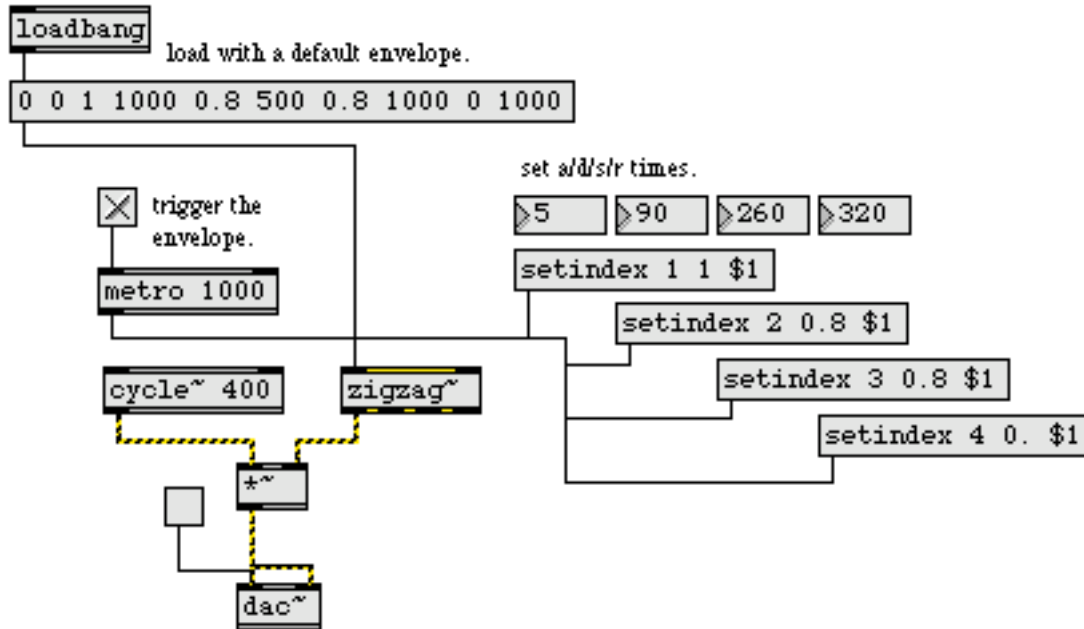 loadbang
load with a default envelope.
0 0 1 1000 0.8 500 0.8 1000 0 1000
set a/d/s/r times.
trigger the
envelope.
5 90 260 320
setindex 1 1 $1
metro 1000
setindex 2 0.8 $1
cycle~ 400
zigzag~
setindex 3 0.8 $1
setindex 4 0. $1
*~
dac~